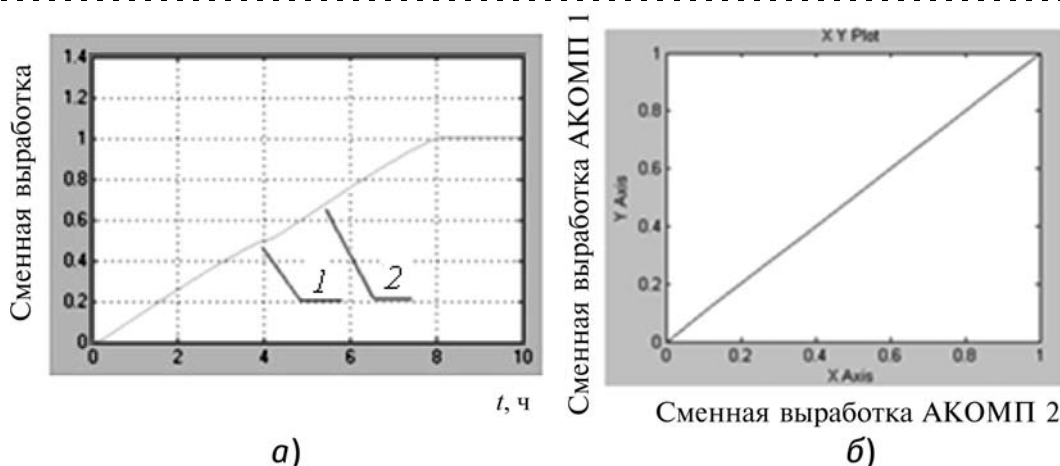 Сменная выработка
1.4
1.2
1
0.8
0.6
0.4
0.2
0
0 2 4 6 8 10
1
2
t, ч
а)
Сменная выработка АКОМП 1
X Y Plot
Y Axis
1
0.8
0.6
0.4
0.2
0
0 0.2 0.4 0.6 0.8 1
X Axis
Сменная выработка АКОМП 2
б)